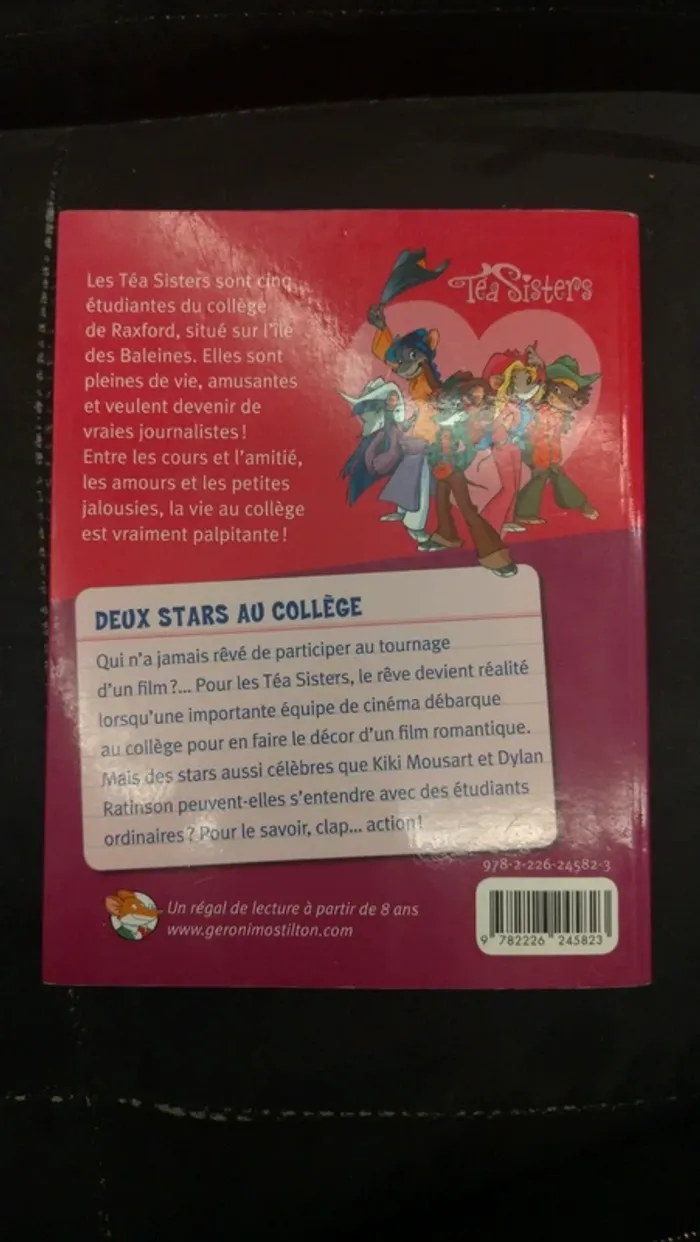 Les Téa Sisters sont cinq
étudiantes du collège
de Raxford, situé sur l'île
des Baleines. Elles sont
pleines de vie, amusantes
et veulent devenir de
vraies journalistes !
Entre les cours et l'amitié,
les amours et les petites
jalousies, la vie au collège
est vraiment palpitante !
Téa Sisters
DEUX STARS AU COLLÈGE
Qui n'a jamais rêvé de participer au tournage
d'un film ?... Pour les Téa Sisters, le rêve devient réalité
lorsqu'une importante équipe de cinéma débarque
au collège pour en faire le décor d'un film romantique.
Mais des stars aussi célèbres que Kiki Mousart et Dylan
Ratinson peuvent-elles s'entendre avec des étudiants
ordinaires ? Pour le savoir, clap... action !
978-2-226-24582-3
Un régal de lecture à partir de 8 ans
www.geronimostilton.com
9 782226 245823